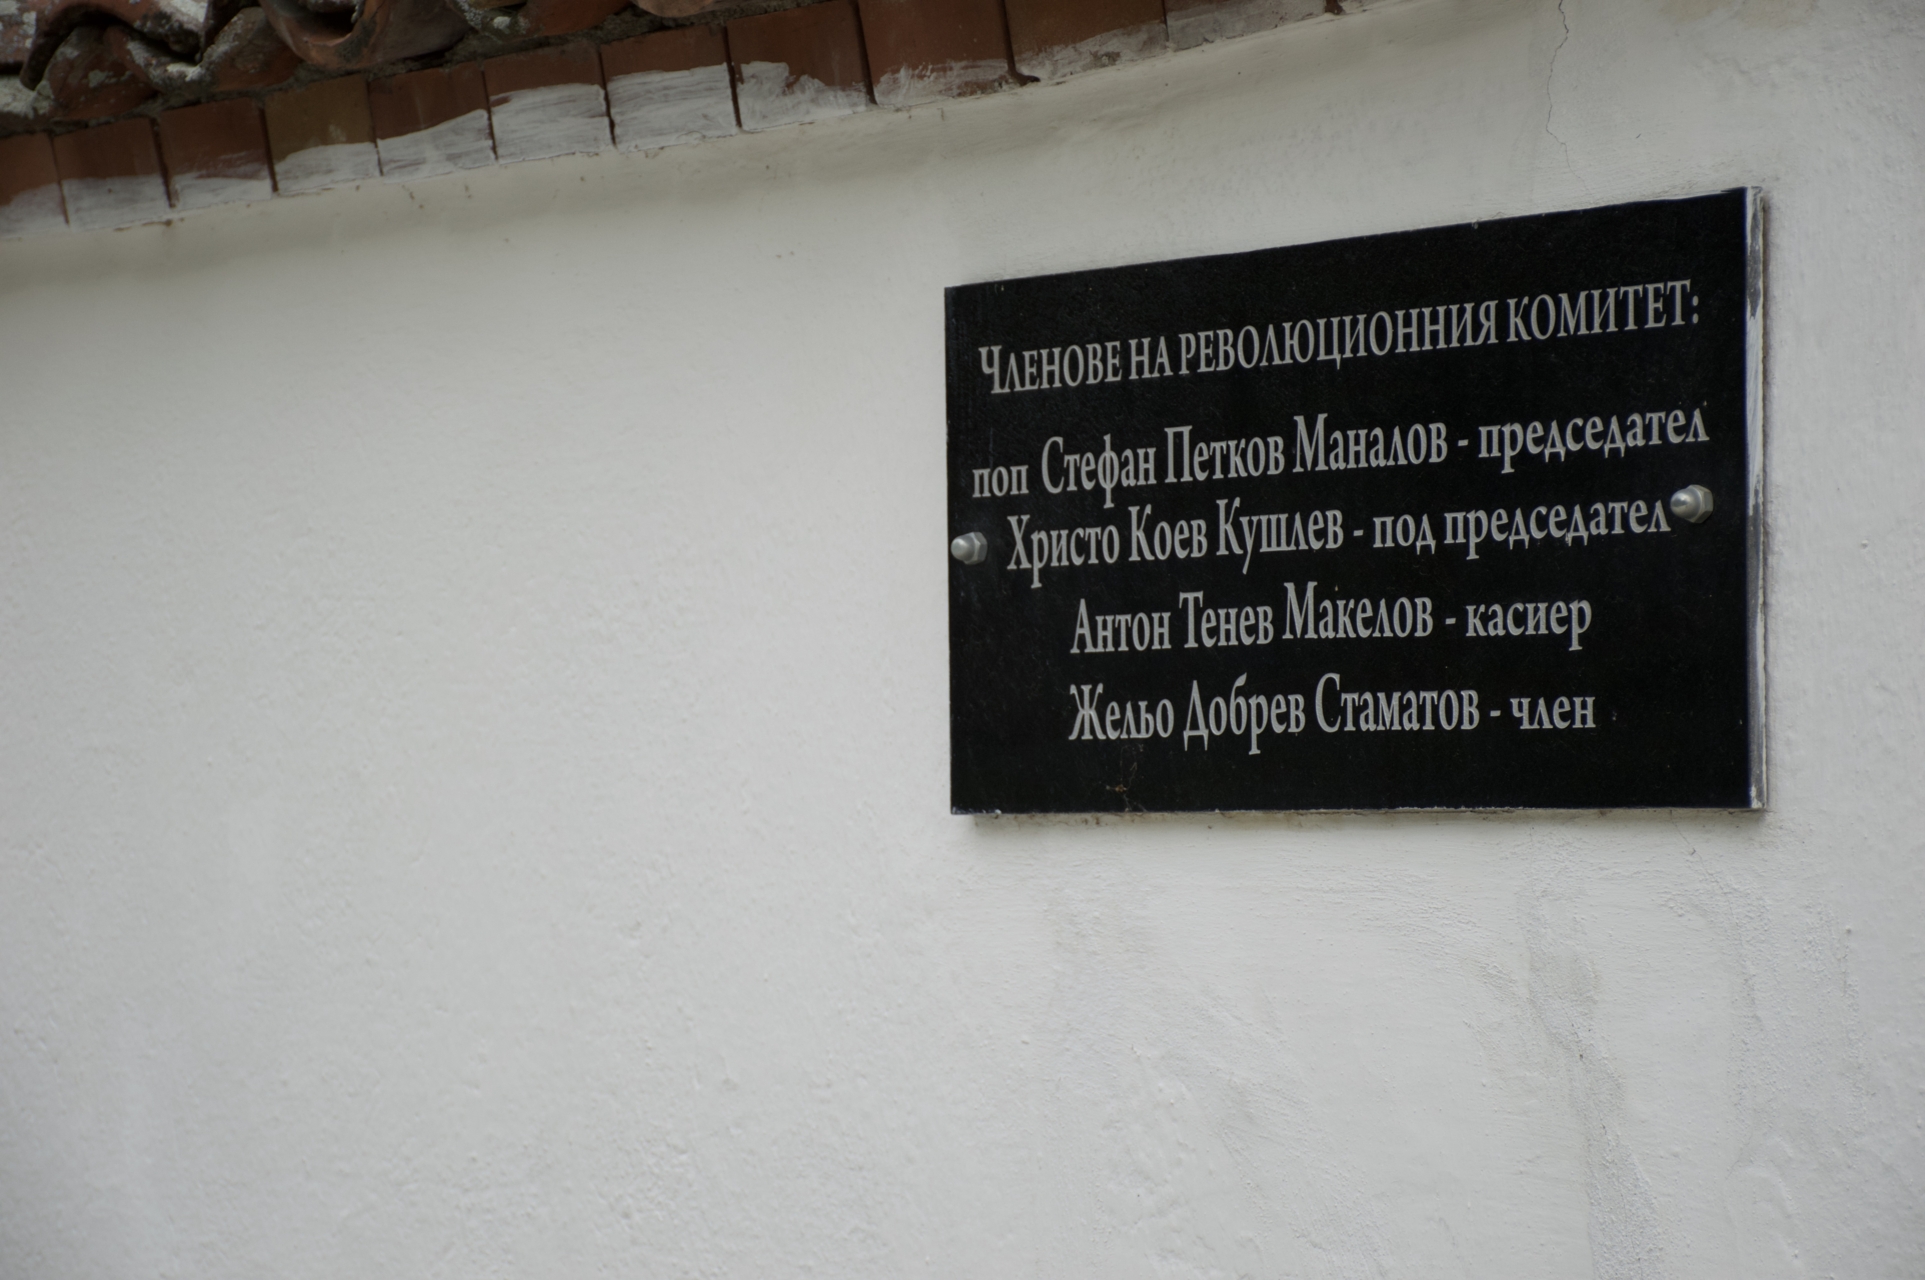 ЧЛЕНОВЕ НА РЕВОЛЮЦИОННИЯ КОМИТЕТ:
поп Стефан Петков Маналов - председател
Христо Коев Кушлев - под председател
Антон Тенев Макелов - касиер
Жельо Добрев Стаматов - член